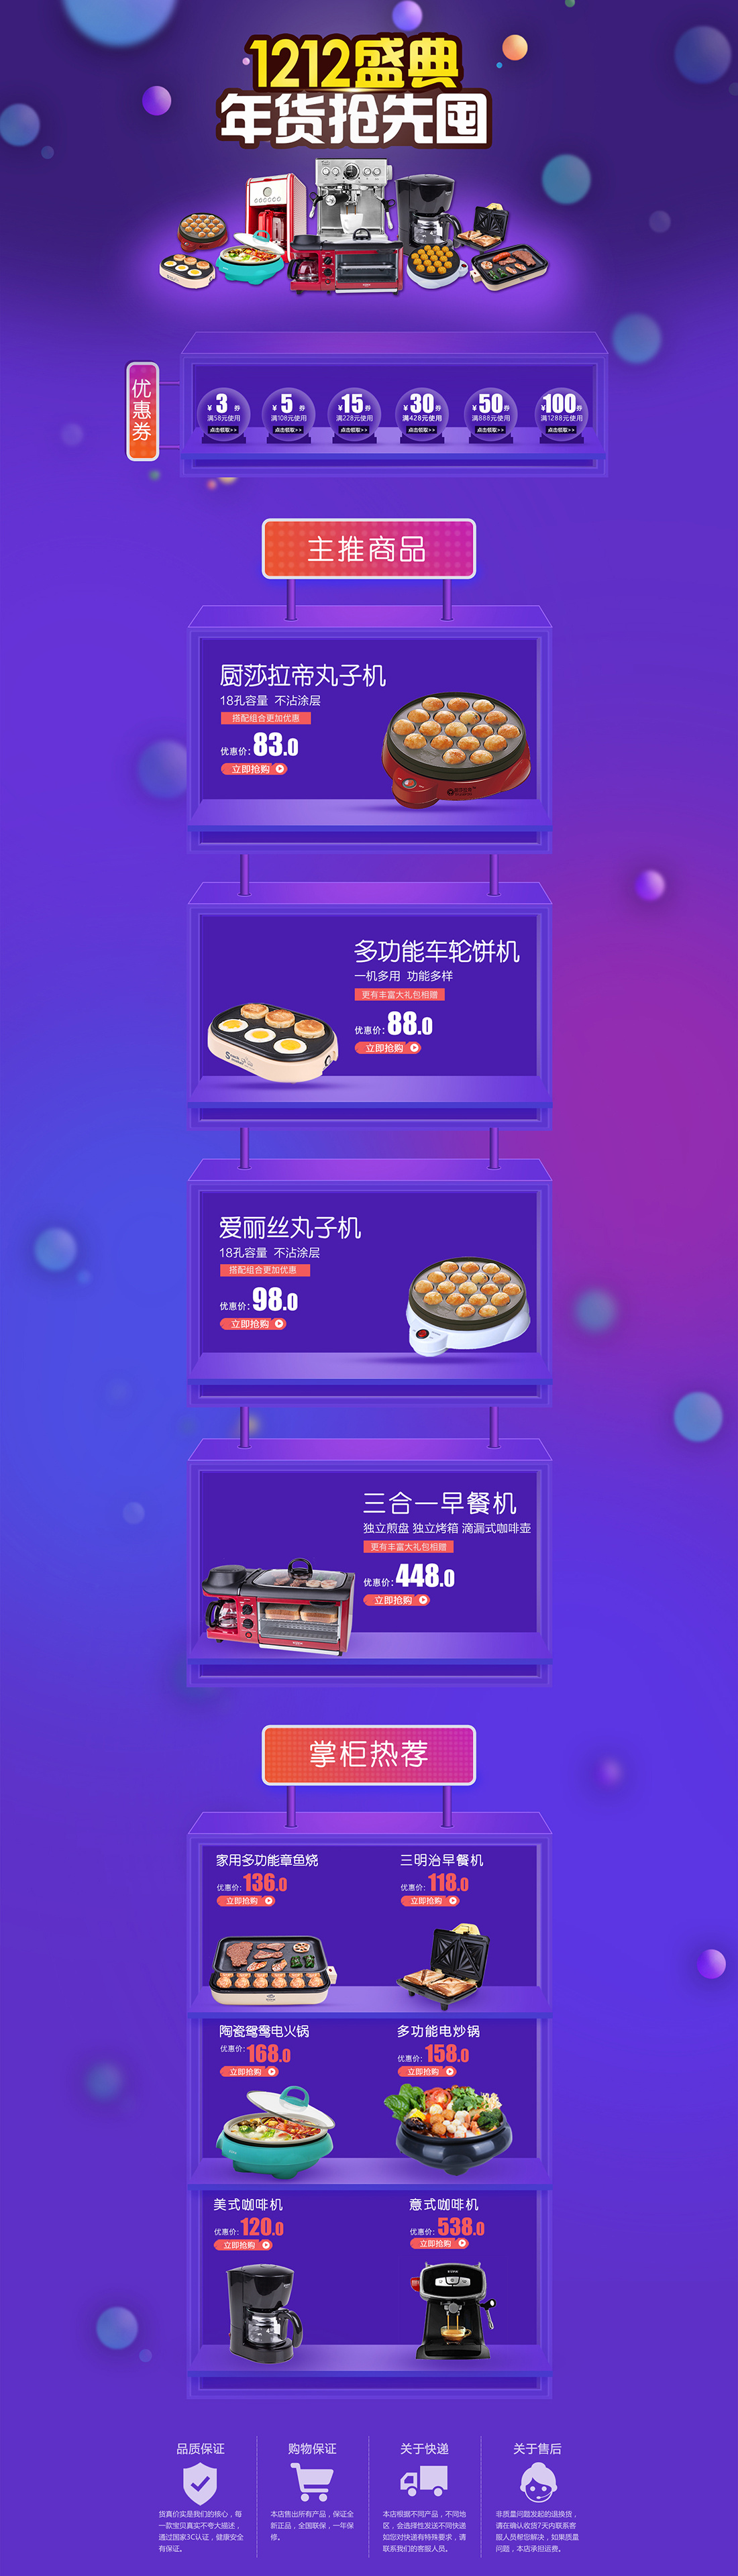 1212盛典
年货抢先囤
优惠券
¥3券
满58元使用
点击领取>>
¥5券
满108元使用
点击领取>>
¥15券
满228元使用
点击领取>>
¥30券
满428元使用
点击领取>>
¥50券
满888元使用
点击领取>>
¥100券
满1288元使用
点击领取>>
主推商品
厨莎拉帝丸子机
18孔容量 不沾涂层
搭配组合更加优惠
优惠价:83.0
立即抢购
多功能车轮饼机
一机多用 功能多样
更有丰富大礼包相赠
优惠价:88.0
立即抢购
爱丽丝丸子机
18孔容量 不沾涂层
搭配组合更加优惠
优惠价:98.0
立即抢购
三合一早餐机
独立煎盘 独立烤箱 滴漏式咖啡壶
更有丰富大礼包相赠
优惠价:448.0
立即抢购
掌柜热荐
家用多功能章鱼烧
优惠价:136.0
立即抢购
三明治早餐机
优惠价:118.0
立即抢购
陶瓷鸳鸯电火锅
优惠价:168.0
立即抢购
多功能电炒锅
优惠价:158.0
立即抢购
美式咖啡机
优惠价:120.0
立即抢购
意式咖啡机
优惠价:538.0
立即抢购
品质保证
货真价实是我们的核心，每
一款宝贝真实不夸大描述，
通过国家3C认证，健康安全
有保证。
购物保证
本店售出所有产品，保证全
新正品，全国联保，一年保
修。
关于快递
本店根据不同产品，不同地
区，会选择性发送不同快递
如您对快递有特殊要求，请
联系我们的客服人员。
关于售后
非质量问题发起的退换货，
请在确认收货7天内联系客
服人员帮您解决，如果质量
问题，本店承担运费。